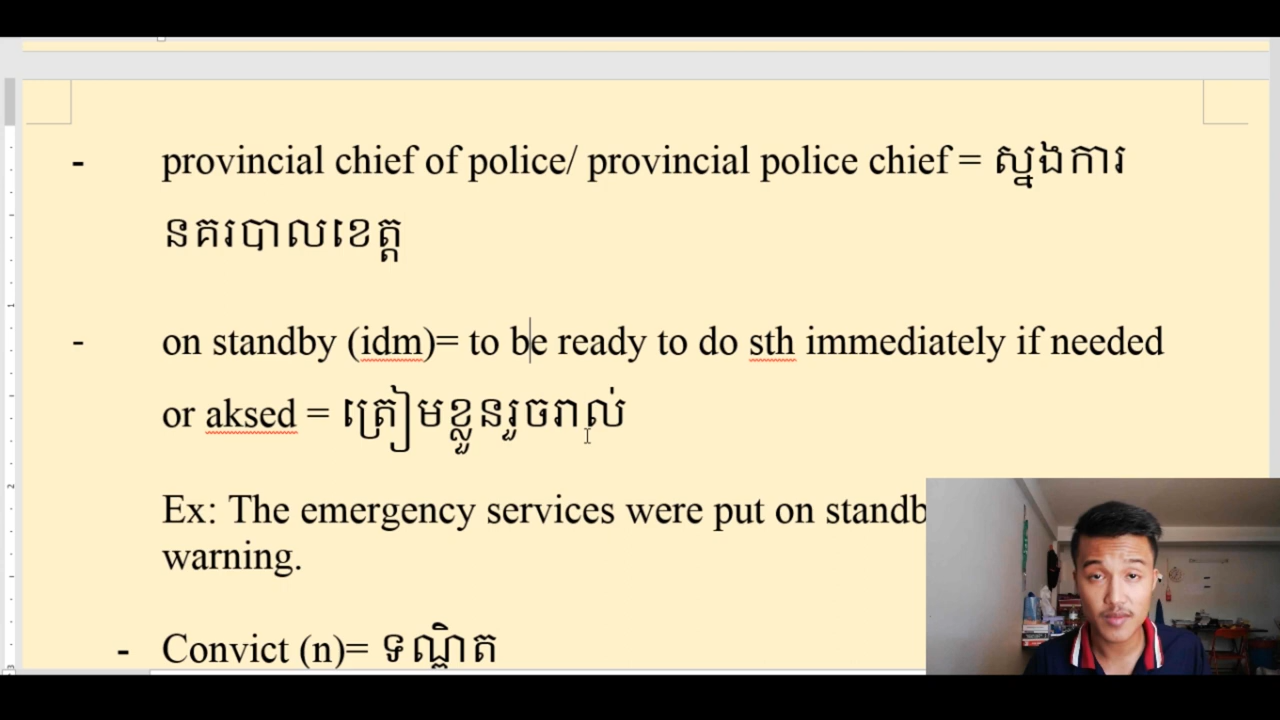 - provincial chief of police/ provincial police chief = ស្នងការ
នគរបាលខេត្ត
- on standby (idm)= to be ready to do sth immediately if needed
or aksed = ត្រៀមខ្លួនរួចរាល់
Ex: The emergency services were put on standb
warning.
- Convict (n)= ទណ្ឌិត